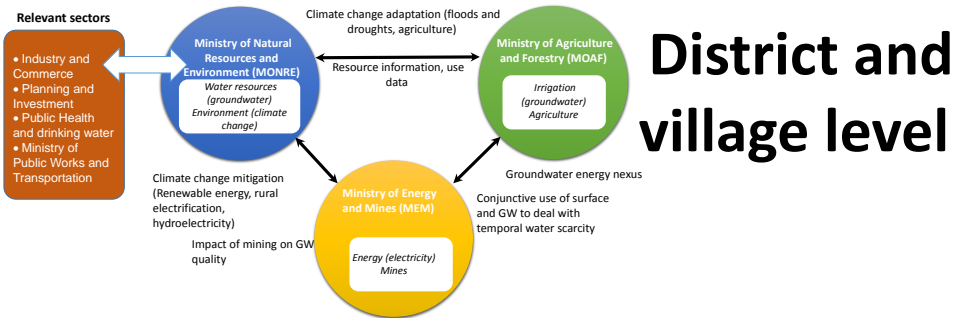 Relevant sectors
• Industry and
Commerce
• Planning and
Investment
• Public Health
and drinking water
• Ministry of
Public Works and
Transportation
Ministry of Natural
Resources and
Environment (MONRE)
Water resources
(groundwater)
Environment (climate
change)
Climate change adaptation (floods and
droughts, agriculture)
Resource information, use
data
Ministry of Agriculture
and Forestry (MOAF)
Irrigation
(groundwater)
Agriculture
District and
village level
Climate change mitigation
(Renewable energy, rural
electrification,
hydroelectricity)
Impact of mining on GW
quality
Ministry of Energy
and Mines (MEM)
Energy (electricity)
Mines
Groundwater energy nexus
Conjunctive use of surface
and GW to deal with
temporal water scarcity